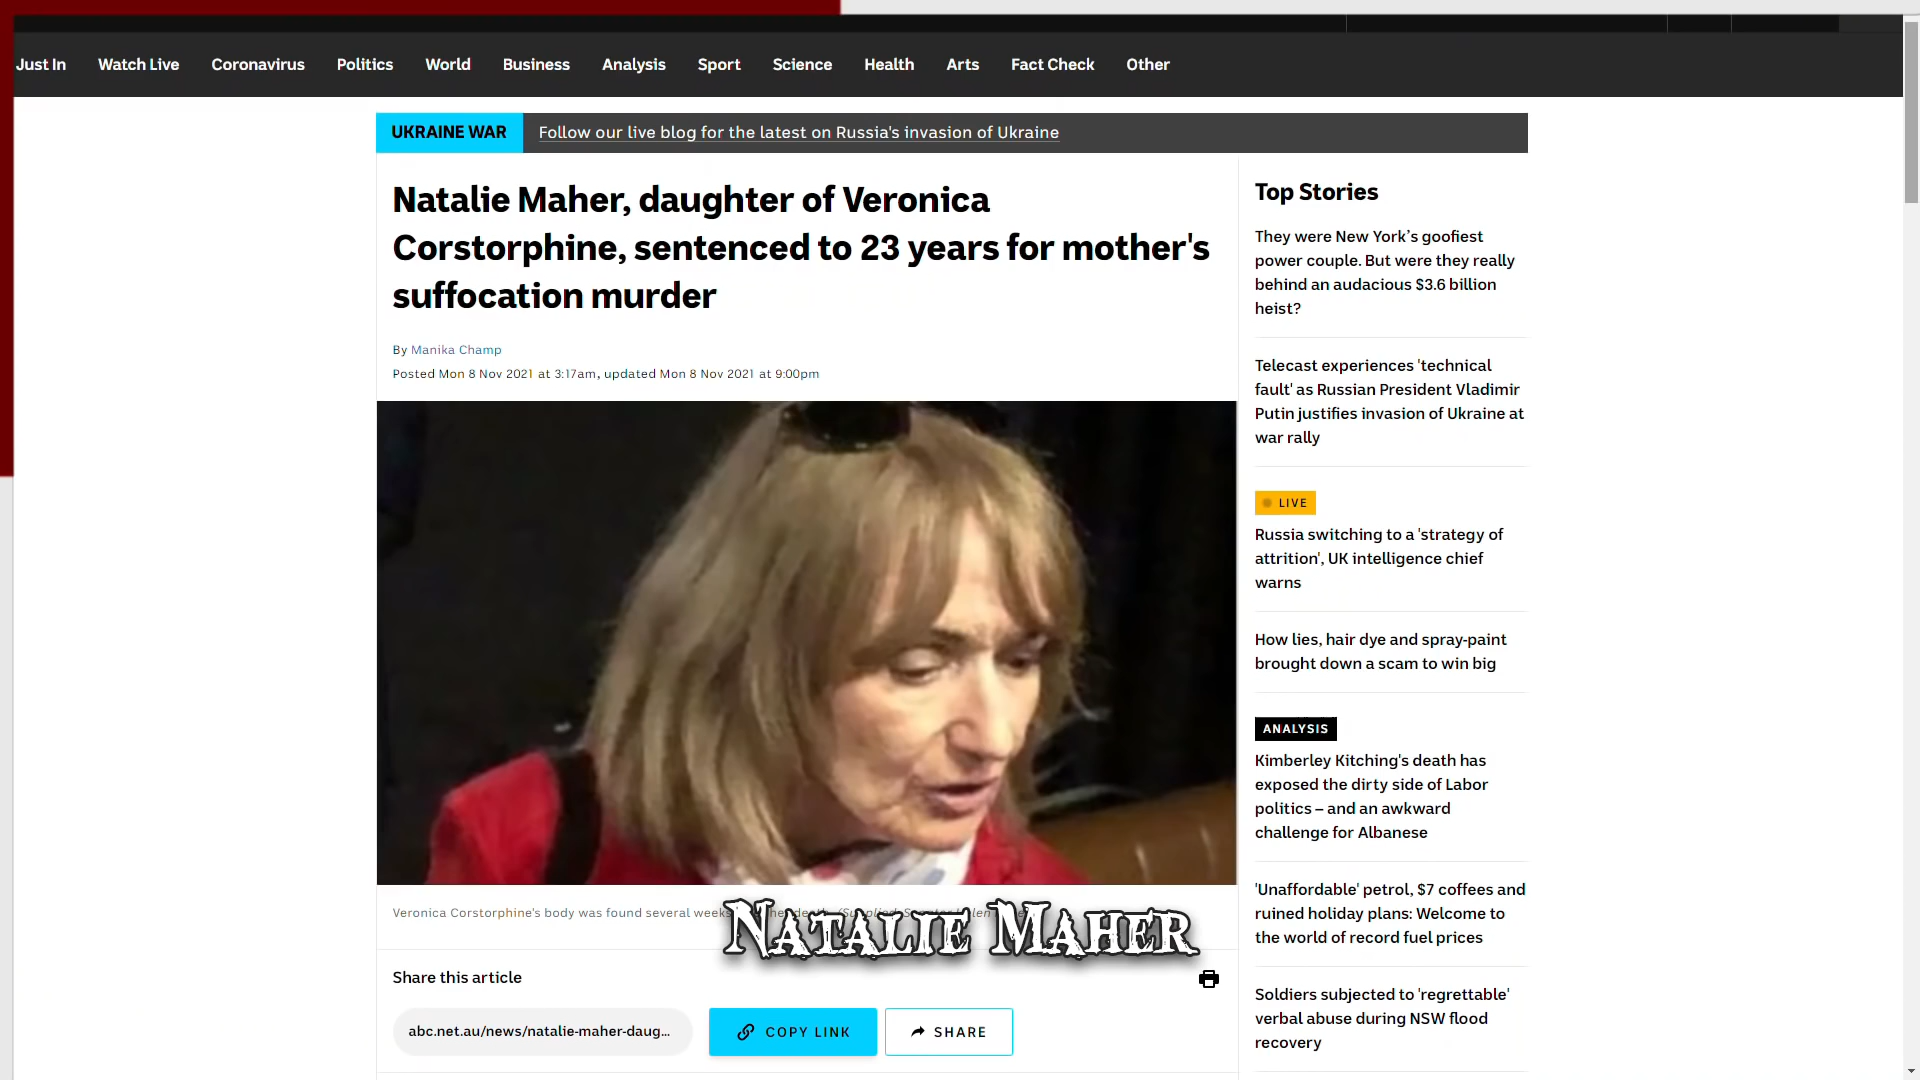 Just In Watch Live Coronavirus Politics World Business Analysis Sport Science Health Arts Fact Check Other
UKRAINE WAR Follow our live blog for the latest on Russia's invasion of Ukraine
Natalie Maher, daughter of Veronica
Corstorphine, sentenced to 23 years for mother's
suffocation murder
By Manika Champ
Posted Mon 8 Nov 2021 at 3:17am, updated Mon 8 Nov 2021 at 9:00pm
Veronica Corstorphine's body was found several weeks
NATALIE MAHER
Share this article
abc.net.au/news/natalie-maher-daug...
COPY LINK
SHARE
Top Stories
They were New York’s goofiest
power couple. But were they really
behind an audacious $3.6 billion
heist?
Telecast experiences 'technical
fault' as Russian President Vladimir
Putin justifies invasion of Ukraine at
war rally
LIVE
Russia switching to a 'strategy of
attrition', UK intelligence chief
warns
How lies, hair dye and spray-paint
brought down a scam to win big
ANALYSIS
Kimberley Kitching's death has
exposed the dirty side of Labor
politics – and an awkward
challenge for Albanese
'Unaffordable' petrol, $7 coffees and
ruined holiday plans: Welcome to
the world of record fuel prices
Soldiers subjected to 'regrettable'
verbal abuse during NSW flood
recovery